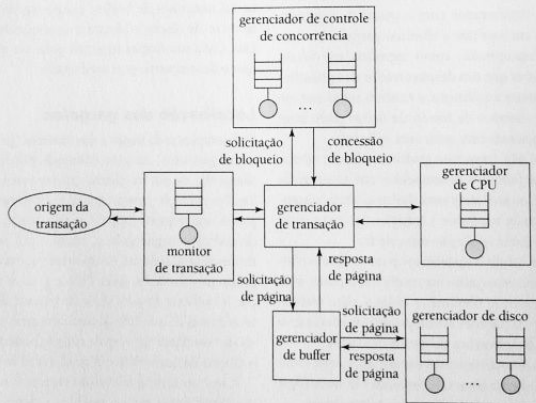 gerenciador de controle
de concorrência
...
solicitação
de bloqueio
concessão
de bloqueio
gerenciador
de CPU
origem da
transação
gerenciador
de transação
monitor
de transação
solicitação
de página
resposta
de página
gerenciador
de buffer
solicitação
de página
resposta
de página
gerenciador de disco
...